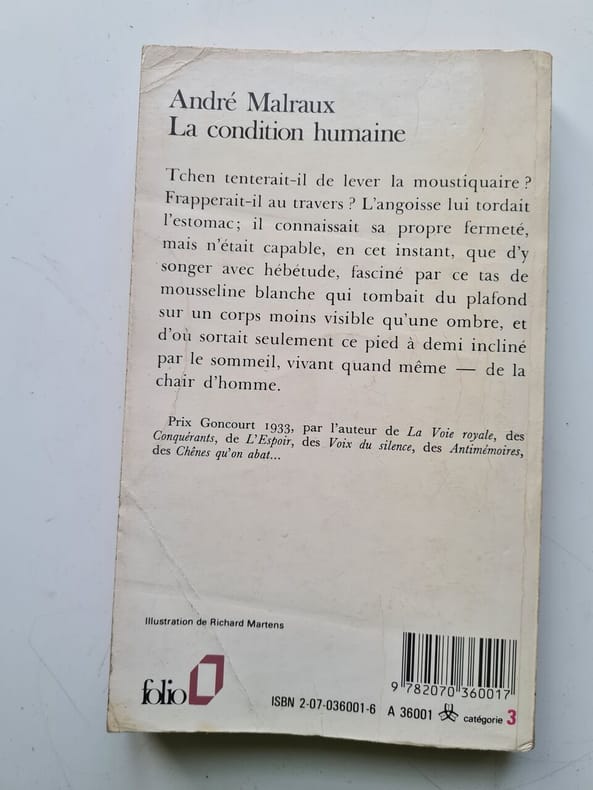 André Malraux
La condition humaine
Tchen tenterait-il de lever la moustiquaire ?
Frapperait-il au travers ? L'angoisse lui tordait
l'estomac ; il connaissait sa propre fermeté,
mais n'était capable, en cet instant, que d'y
songer avec hébétude, fasciné par ce tas de
mousseline blanche qui tombait du plafond
sur un corps moins visible qu'une ombre, et
d'où sortait seulement ce pied à demi incliné
par le sommeil, vivant quand même — de la
chair d'homme.
Prix Goncourt 1933, par l'auteur de La Voie royale, des
Conquérants, de L'Espoir, des Voix du silence, des Antimémoires,
des Chênes qu'on abat...
Illustration de Richard Martens
9 782070 360017
folio
ISBN 2-07-036001-6 A 36001 catégorie 3